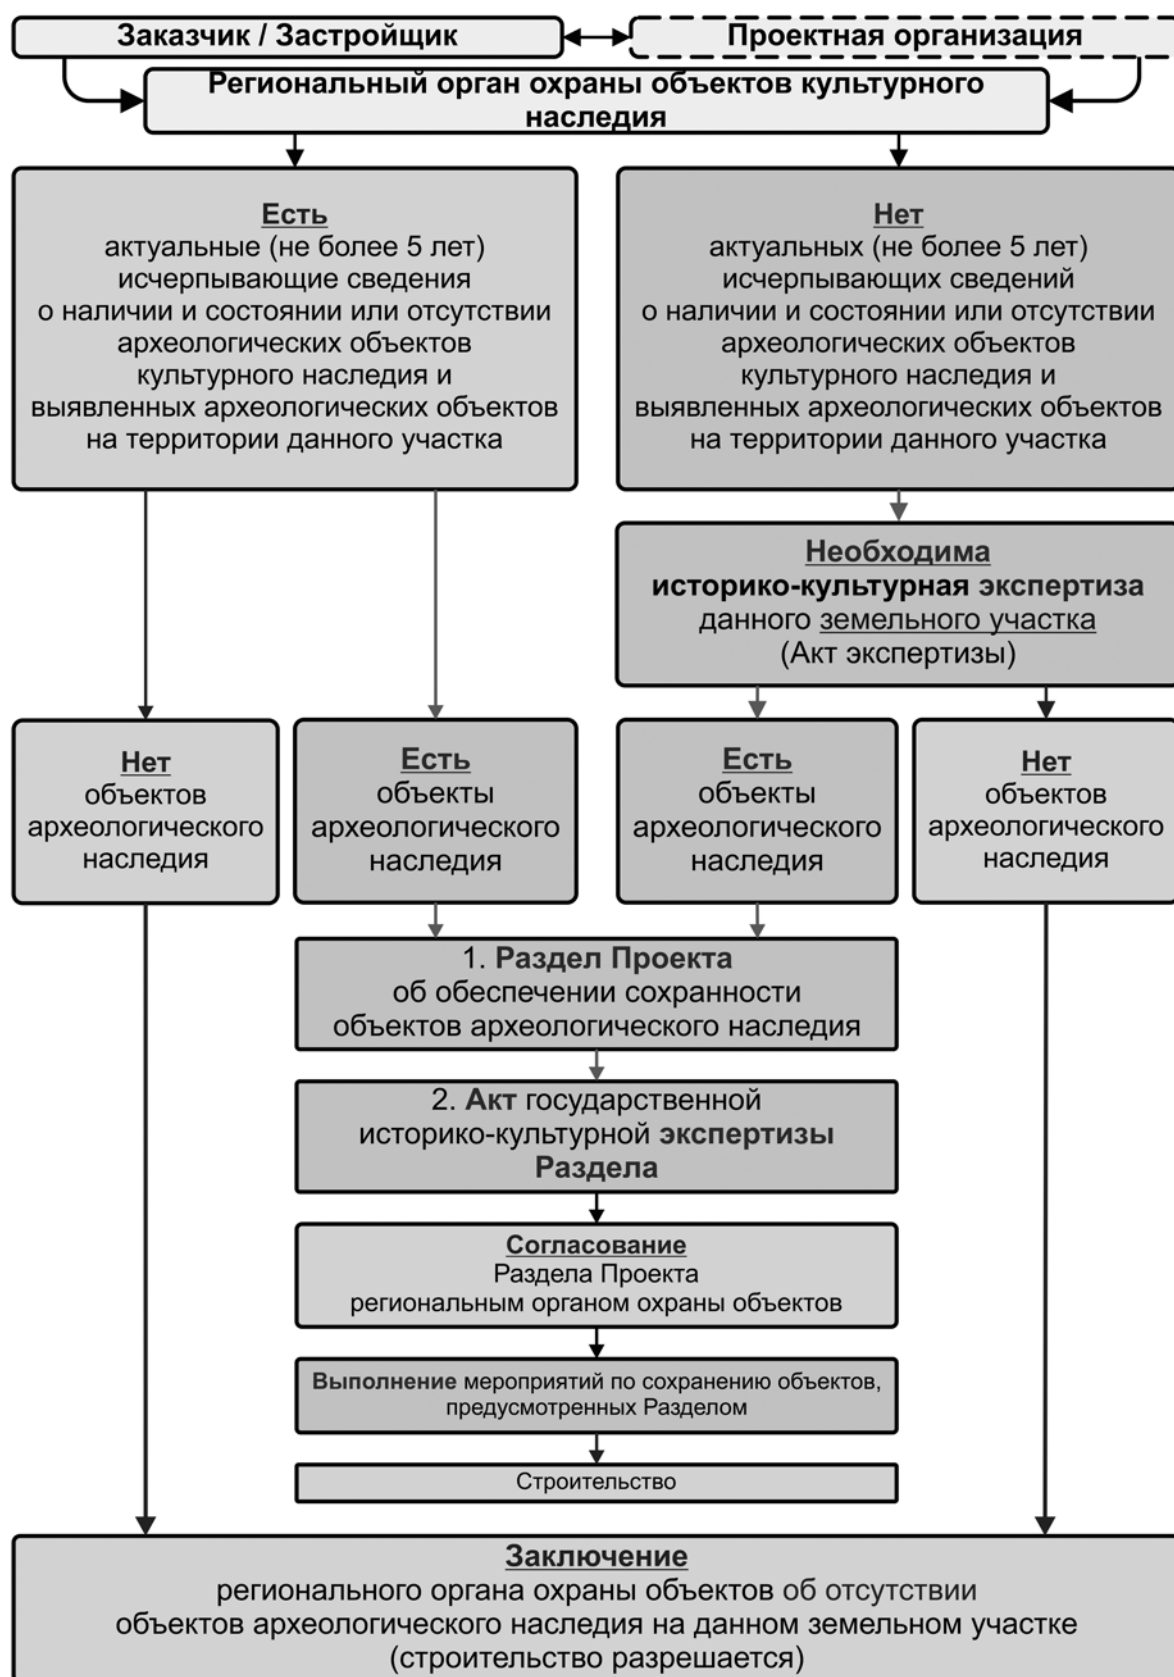 Заказчик / Застройщик
Проектная организация
Региональный орган охраны объектов культурного
наследия
Есть
актуальные (не более 5 лет)
исчерпывающие сведения
о наличии и состоянии или отсутствии
археологических объектов
культурного наследия и
выявленных археологических объектов
на территории данного участка
Нет
актуальных (не более 5 лет)
исчерпывающих сведений
о наличии и состоянии или отсутствии
археологических объектов
культурного наследия и
выявленных археологических объектов
на территории данного участка
Необходима
историко-культурная экспертиза
данного земельного участка
(Акт экспертизы)
Нет
объектов
археологического
наследия
Есть
объекты
археологического
наследия
Есть
объекты
археологического
наследия
Нет
объектов
археологического
наследия
1. Раздел Проекта
об обеспечении сохранности
объектов археологического наследия
2. Акт государственной
историко-культурной экспертизы
Раздела
Согласование
Раздела Проекта
региональным органом охраны объектов
Выполнение мероприятий по сохранению объектов,
предусмотренных Разделом
Строительство
Заключение
регионального органа охраны объектов об отсутствии
объектов археологического наследия на данном земельном участке
(строительство разрешается)